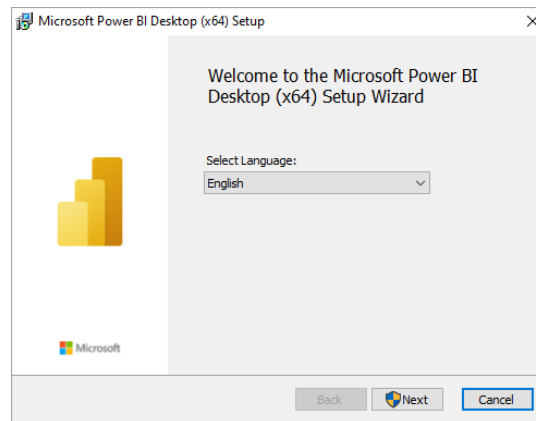 Microsoft Power BI Desktop (x64) Setup
Welcome to the Microsoft Power BI
Desktop (x64) Setup Wizard
Select Language:
English
Microsoft
Back
Next
Cancel